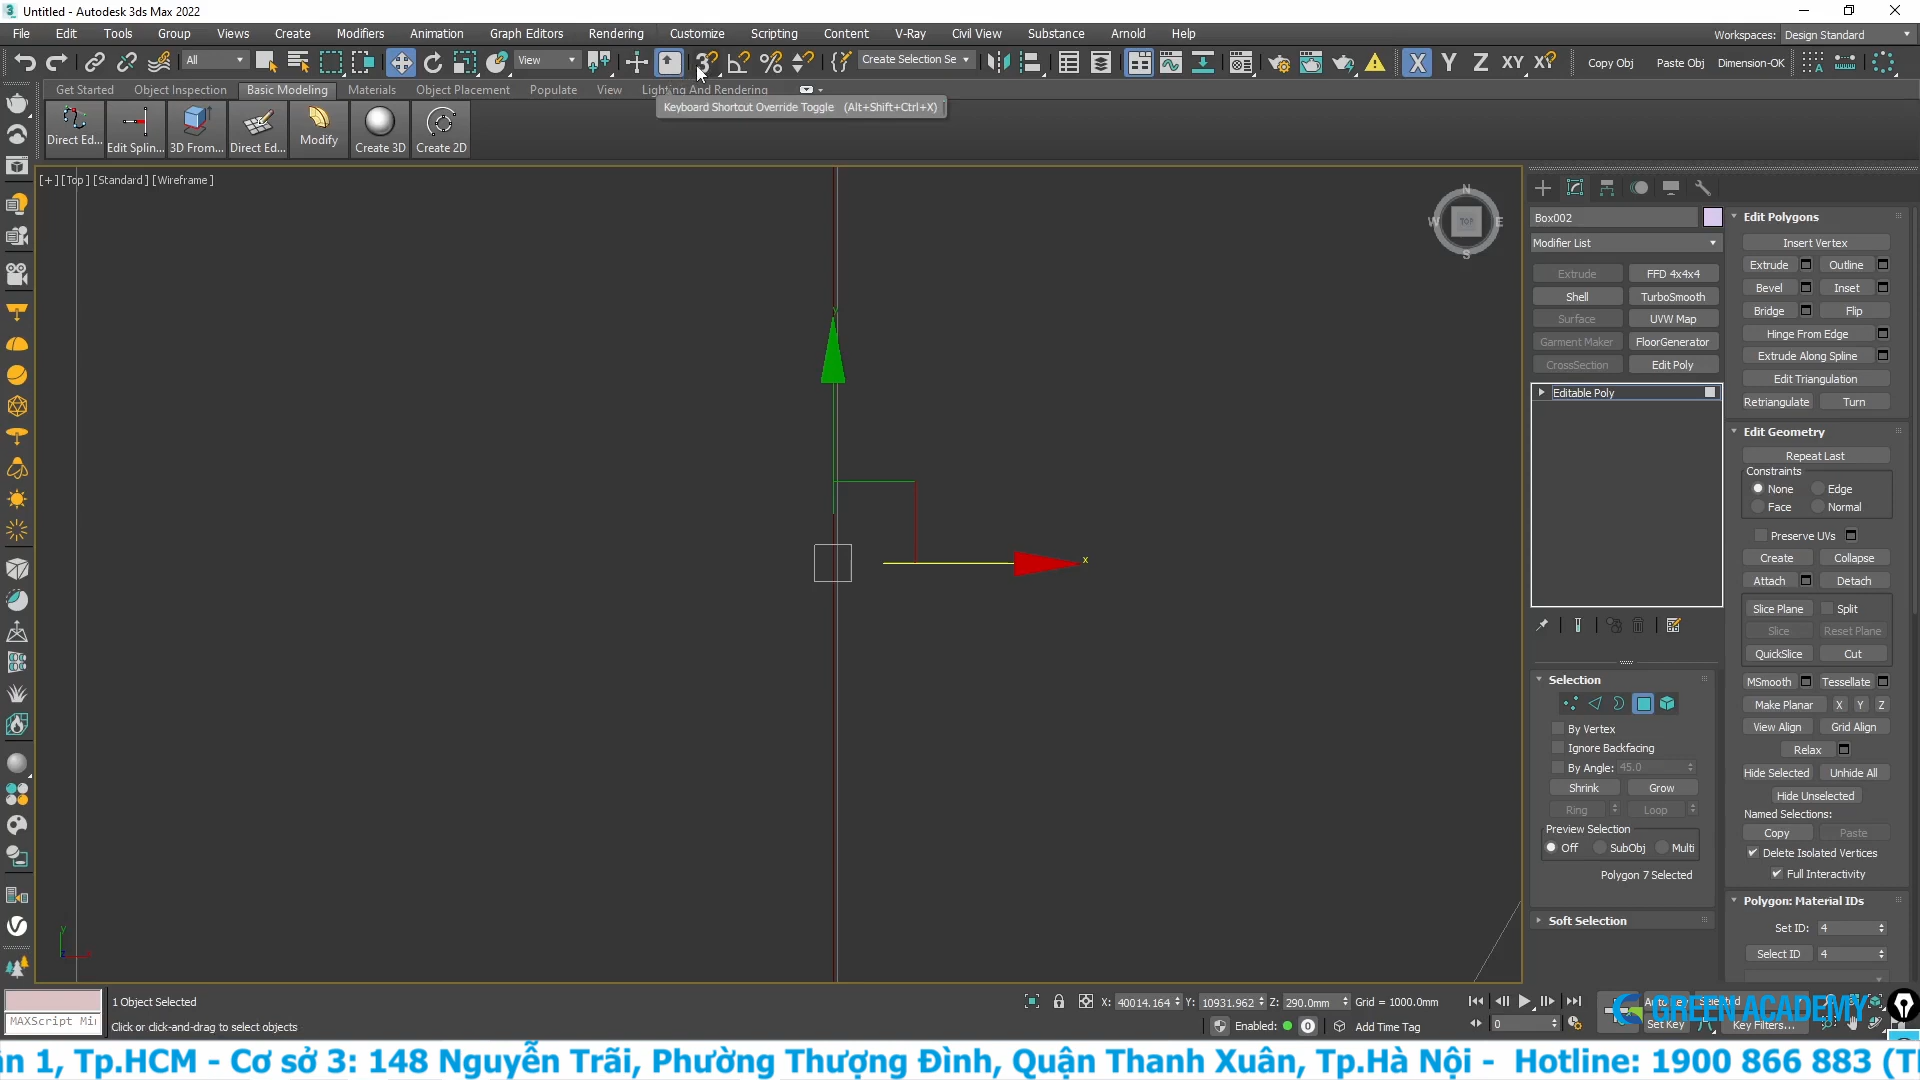 Untitled - Autodesk 3ds Max 2022
File Edit Tools Group Views Create Modifiers Animation Graph Editors Rendering Customize Scripting Content V-Ray Civil View Substance Arnold Help Workspaces: Design Standard
All View Create Selection Se X Y Z XY XY Copy Obj Paste Obj Dimension-OK
Get Started Object Inspection Basic Modeling Materials Object Placement Populate View Lighting And Rendering
Keyboard Shortcut Override Toggle (Alt+Shift+Ctrl+X)
Direct Ed... Edit Splin... 3D From... Direct Ed... Modify Create 3D Create 2D
[+] [Top] [Standard] [Wireframe]
N
W TOP E
S
y
x
y
Box002
Modifier List
Extrude FFD 4x4x4
Shell TurboSmooth
Surface UVW Map
Garment Maker FloorGenerator
CrossSection Edit Poly
Editable Poly
Selection
By Vertex
Ignore Backfacing
By Angle: 45.0
Shrink Grow
Ring Loop
Preview Selection
Off SubObj Multi
Polygon 7 Selected
Soft Selection
Edit Polygons
Insert Vertex
Extrude Outline
Bevel Inset
Bridge Flip
Hinge From Edge
Extrude Along Spline
Edit Triangulation
Retriangulate Turn
Edit Geometry
Repeat Last
Constraints
None Edge
Face Normal
Preserve UVs
Create Collapse
Attach Detach
Slice Plane Split
Slice Reset Plane
QuickSlice Cut
MSmooth Tessellate
Make Planar X Y Z
View Align Grid Align
Relax
Hide Selected Unhide All
Hide Unselected
Named Selections:
Copy Paste
Delete Isolated Vertices
Full Interactivity
Polygon: Material IDs
Set ID: 4
Select ID 4
1 Object Selected X: 40014.164 Y: 10931.962 Z: 290.0mm Grid = 1000.0mm
MAXScript Mi
Click or click-and-drag to select objects Enabled: 0 Add Time Tag 0 Set Key Key Filters...
GREEN ACADEMY
ân 1, Tp.HCM - Cơ sở 3: 148 Nguyễn Trãi, Phường Thượng Đình, Quận Thanh Xuân, Tp.Hà Nội - Hotline: 1900 866 883 (T